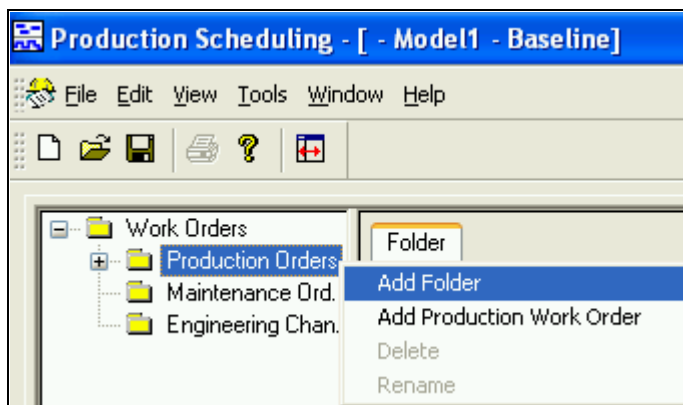 Production Scheduling - [ - Model1 - Baseline]
File Edit View Tools Window Help
Work Orders
Production Orders
Maintenance Ord.
Engineering Chan.
Folder
Add Folder
Add Production Work Order
Delete
Rename